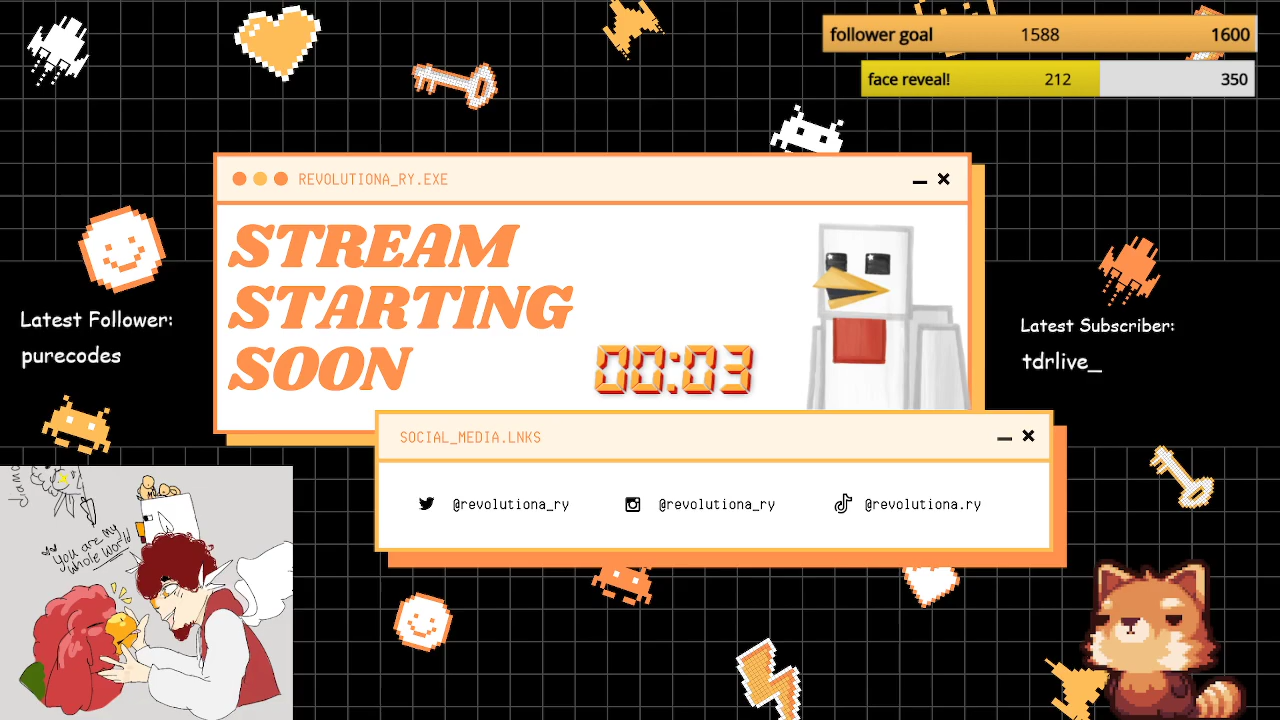 follower goal 1588 1600
face reveal! 212 350
REVOLUTIONA_RY.EXE
STREAM
STARTING
SOON
00:03
Latest Follower:
purecodes
Latest Subscriber:
tdrlive_
SOCIAL_MEDIA.LNKS
@revolutiona_ry @revolutiona_ry @revolutiona.ry
you are my
whole world